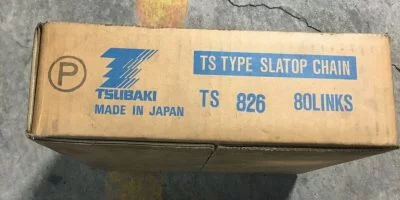 P
TSUBAKI
MADE IN JAPAN
TS TYPE SLATOP CHAIN
TS 826 80LINKS